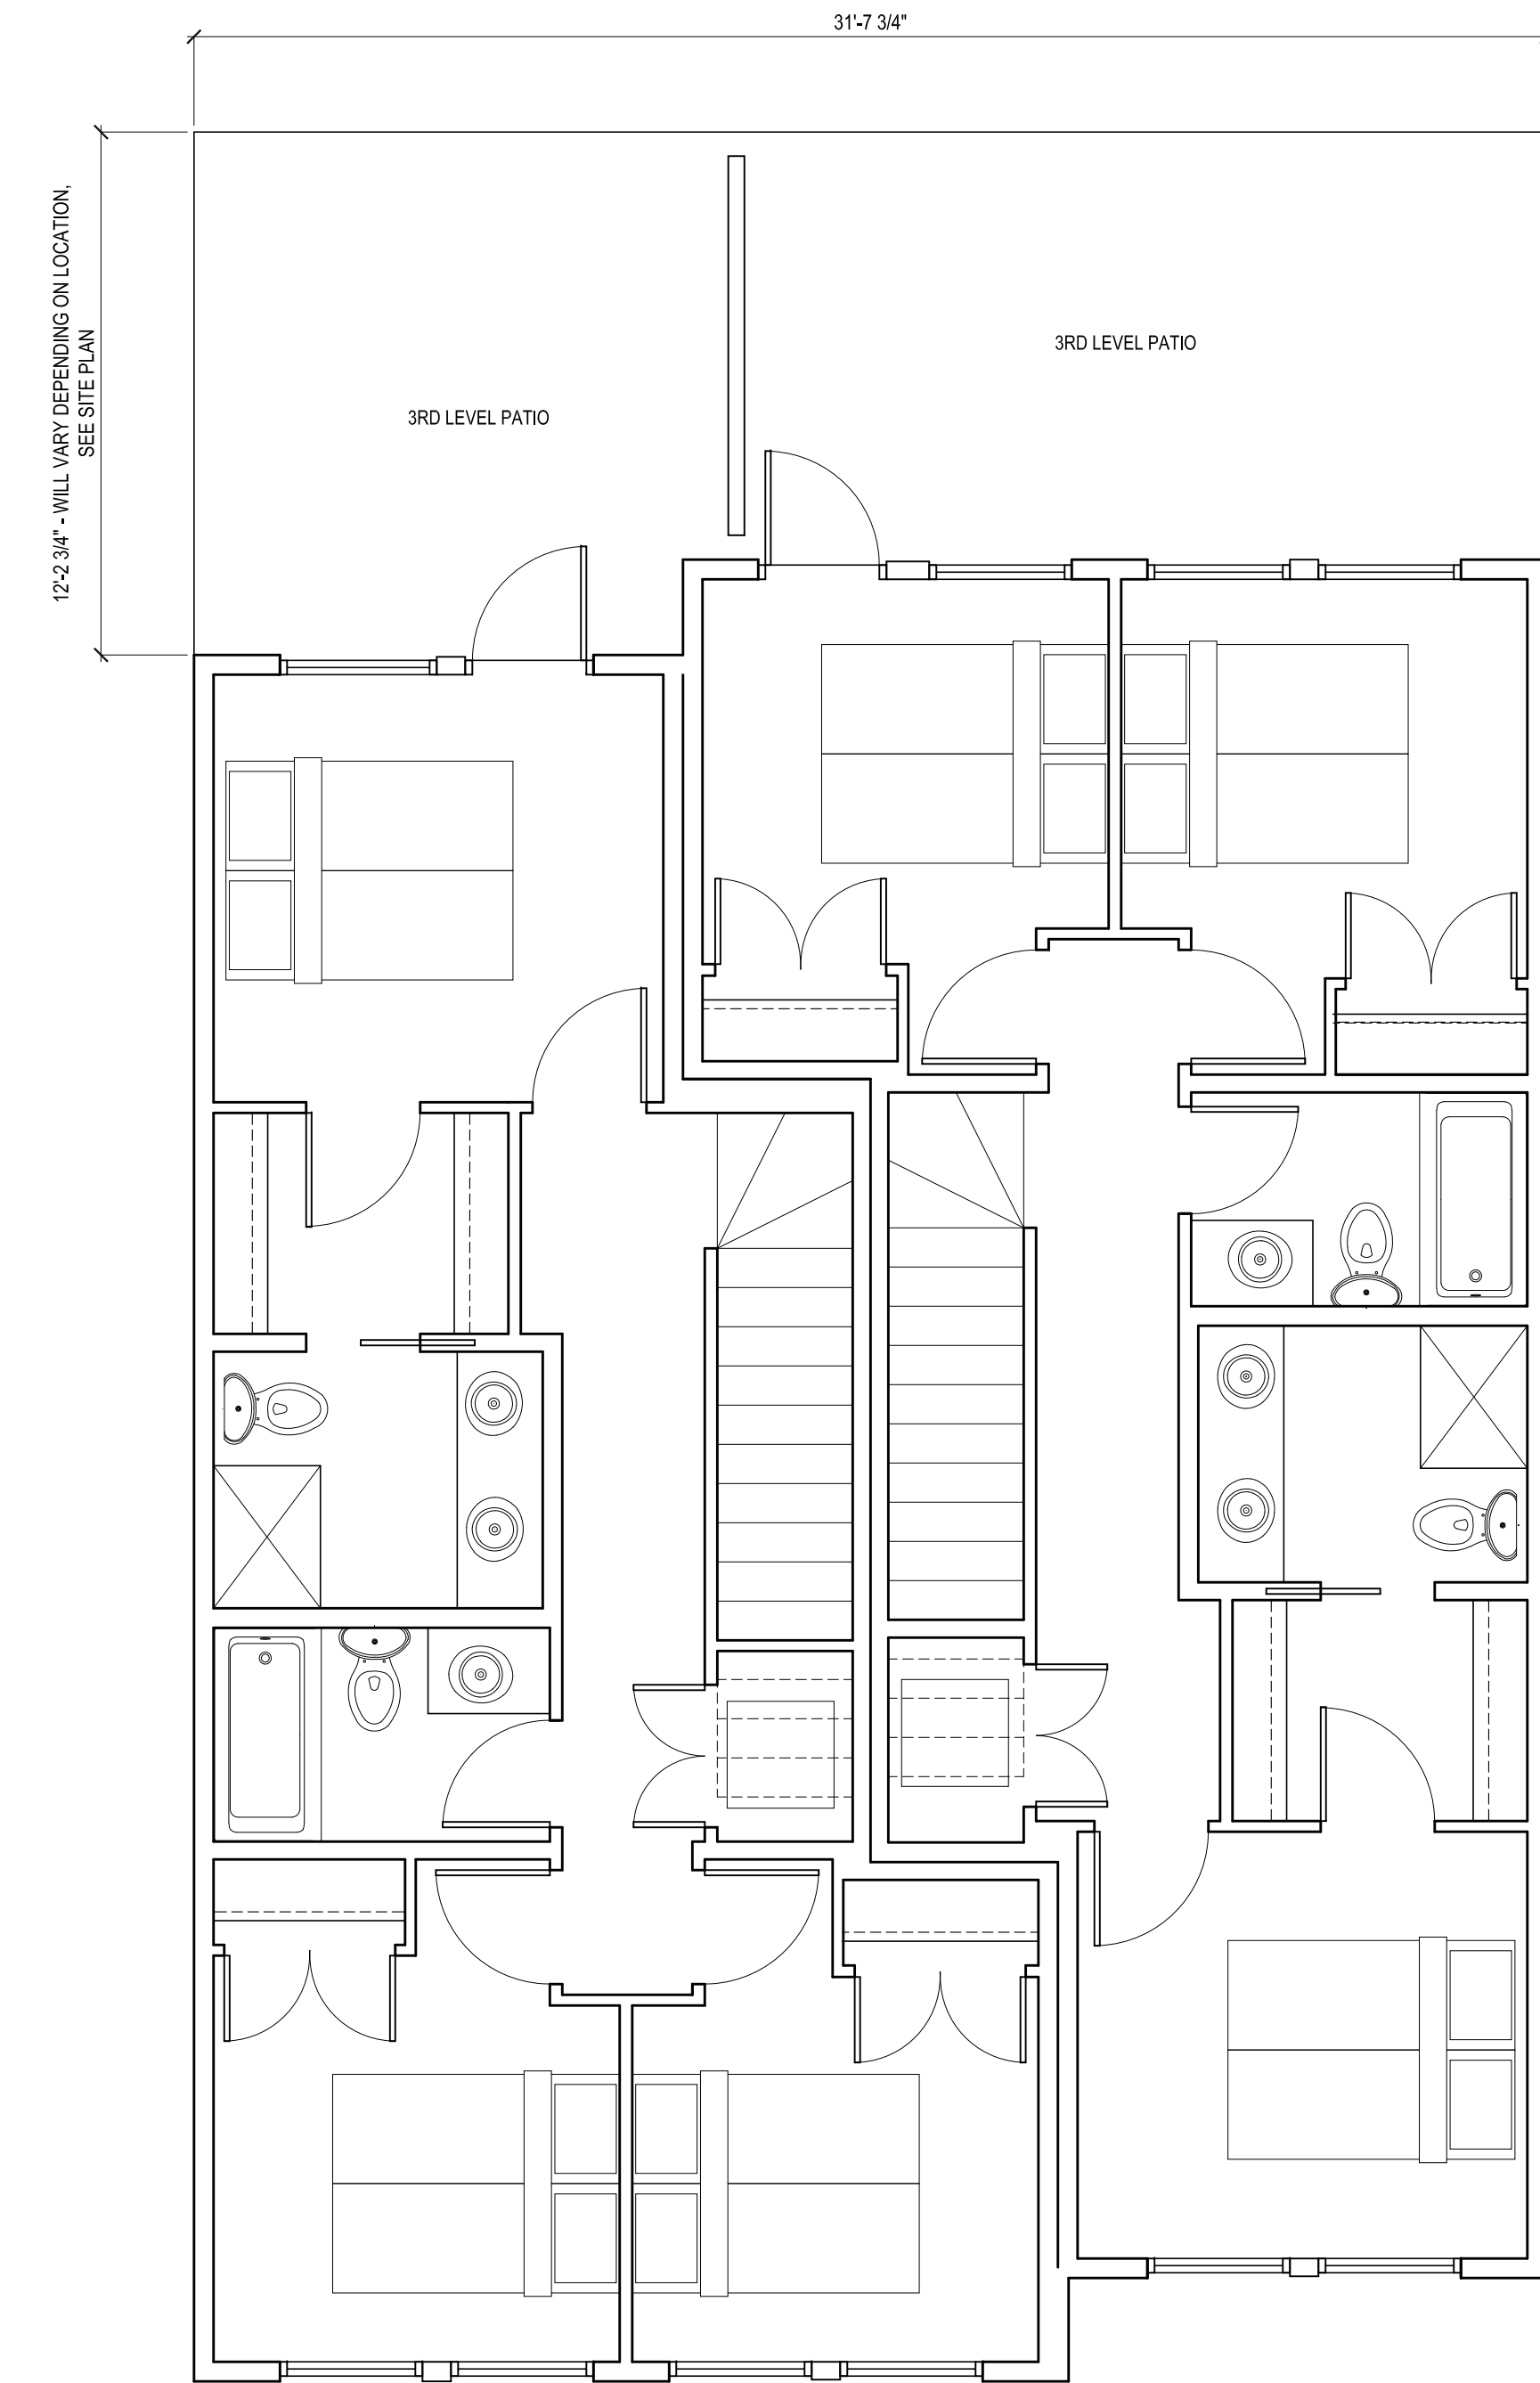 31'-7 3/4"
12'-2 3/4" - WILL VARY DEPENDING ON LOCATION,
SEE SITE PLAN
3RD LEVEL PATIO
3RD LEVEL PATIO